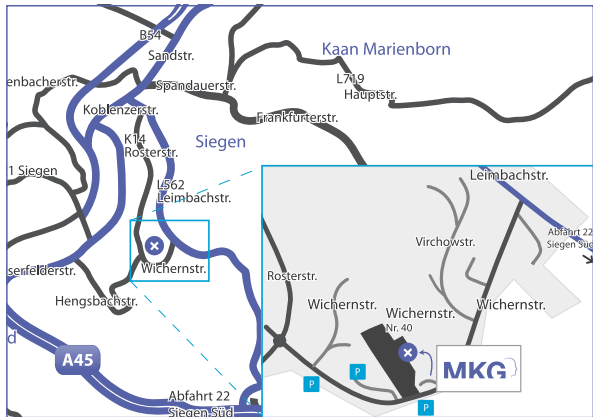 B54
Sandstr.
Kaan Marienborn
L719
Hauptstr.
enbacherstr.
Spandauerstr.
Koblenzerstr.
Frankfurterstr.
K14
Rosterstr.
Siegen
1 Siegen
L562
Leimbachstr.
serfelderstr.
Wichernstr.
Hengsbachstr.
d
A45
Abfahrt 22
Siegen Süd
Leimbachstr.
Abfahrt 22
Siegen Süd
Virchowstr.
Rosterstr.
Wichernstr.
Wichernstr.
Nr. 40
Wichernstr.
P
P
P
MKG